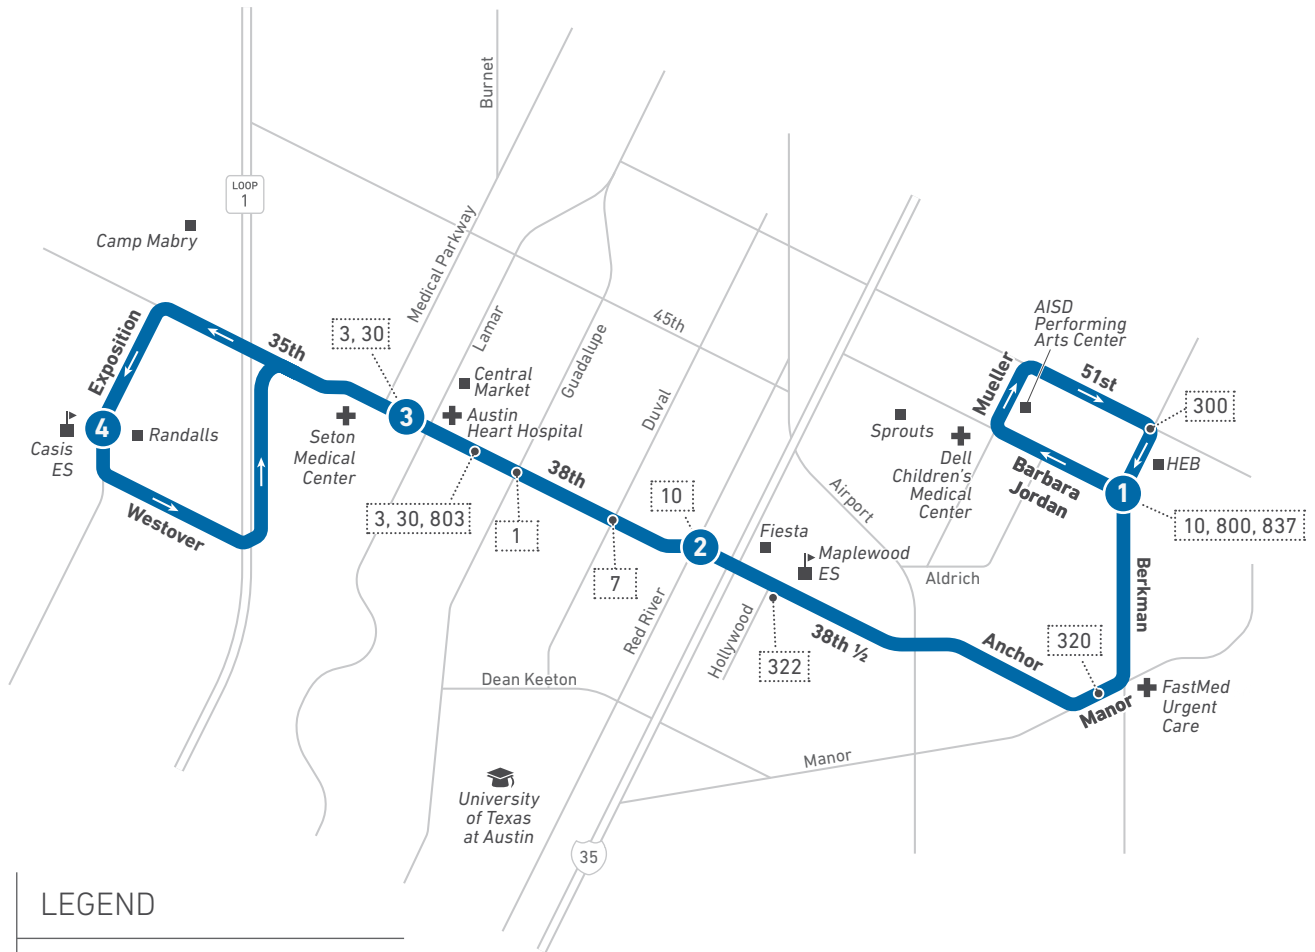 Burnet
LOOP
1
Camp Mabry
Medical Parkway
Lamar
Guadalupe
45th
Duval
AISD
Performing
Arts Center
Exposition
35th
3, 30
Central
Market
Mueller
51st
300
4
3
Austin
Heart Hospital
Casis
ES
Randalls
Seton
Medical
Center
38th
Sprouts
Dell
Children's
Medical
Center
Barbara
Jordan
HEB
1
10, 800, 837
Westover
3, 30, 803
1
10
Airport
2
Fiesta
Maplewood
ES
7
Aldrich
Berkman
Red River
Hollywood
38th ½
322
Anchor
320
Dean Keeton
Manor
FastMed
Urgent
Care
Manor
University
of Texas
at Austin
35
LEGEND